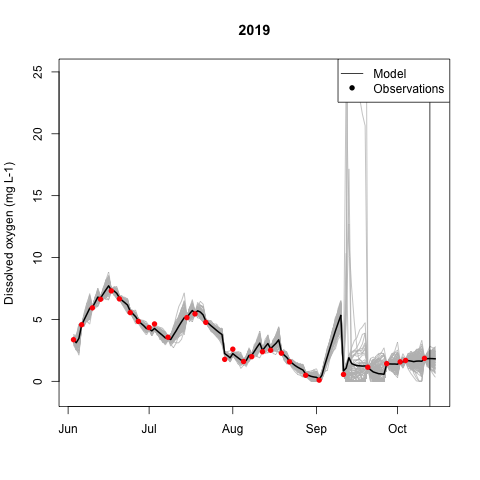 2019
Dissolved oxygen (mg L-1)
25
20
15
10
5
0
Model
Observations
Jun
Jul
Aug
Sep
Oct